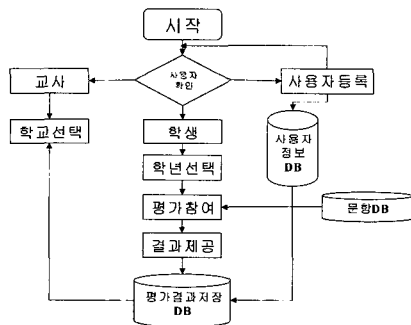 시작
교사
사용자
확인
사용자등록
학교선택
학생
사용자
정보
DB
학년선택
평가참여
문항DB
결과제공
평가결과저장
DB